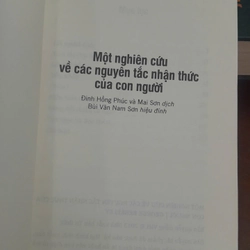 Một nghiên cứu
về các nguyên tắc nhận thức
của con người
Đinh Hồng Phúc và Mai Sơn dịch
Bùi Văn Nam Sơn hiệu đính